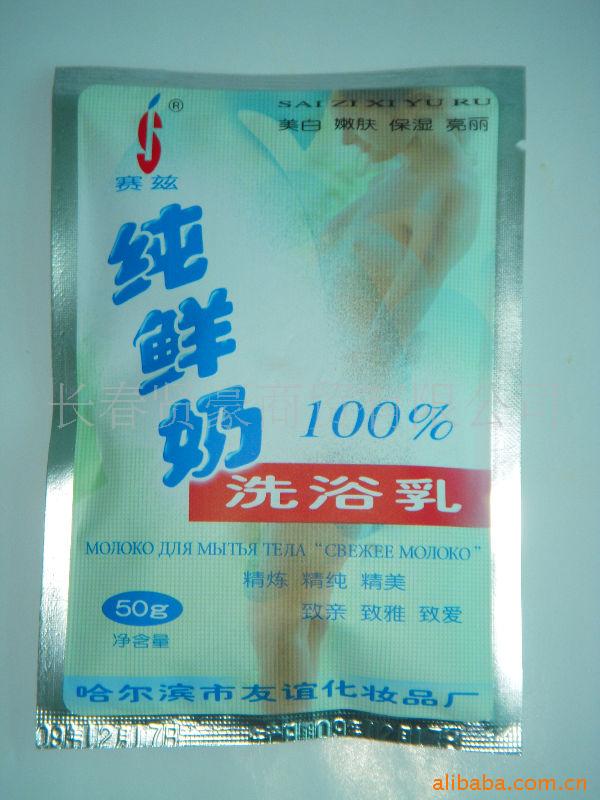 ®
SAI ZI XI YU RU
美白 嫩肤 保湿 亮丽
赛兹
纯鲜奶
100%
洗浴乳
МОЛОКО ДЛЯ МЫТЬЯ ТЕЛА “СВЕЖЕЕ МОЛОКО”
精炼 精纯 精美
50g
致亲 致雅 致爱
净含量
哈尔滨市友谊化妆品厂
alibaba.com.cn